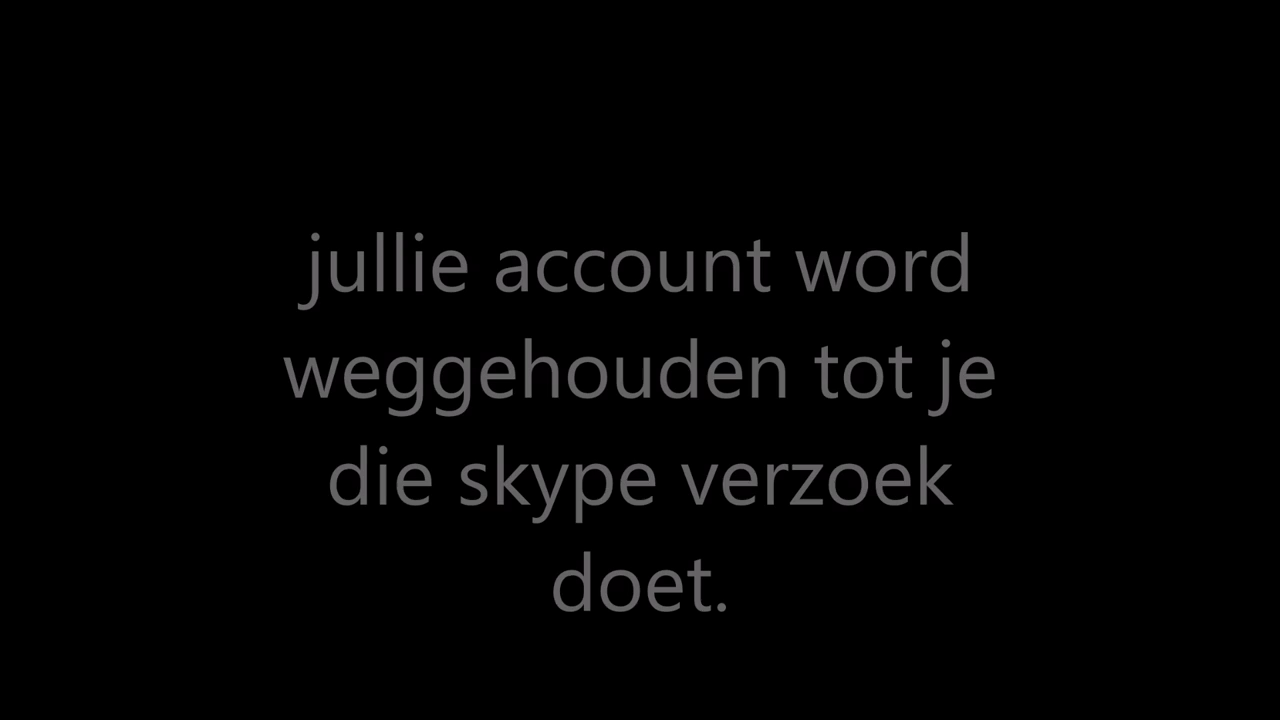 jullie account word
weggehouden tot je
die skype verzoek
doet.